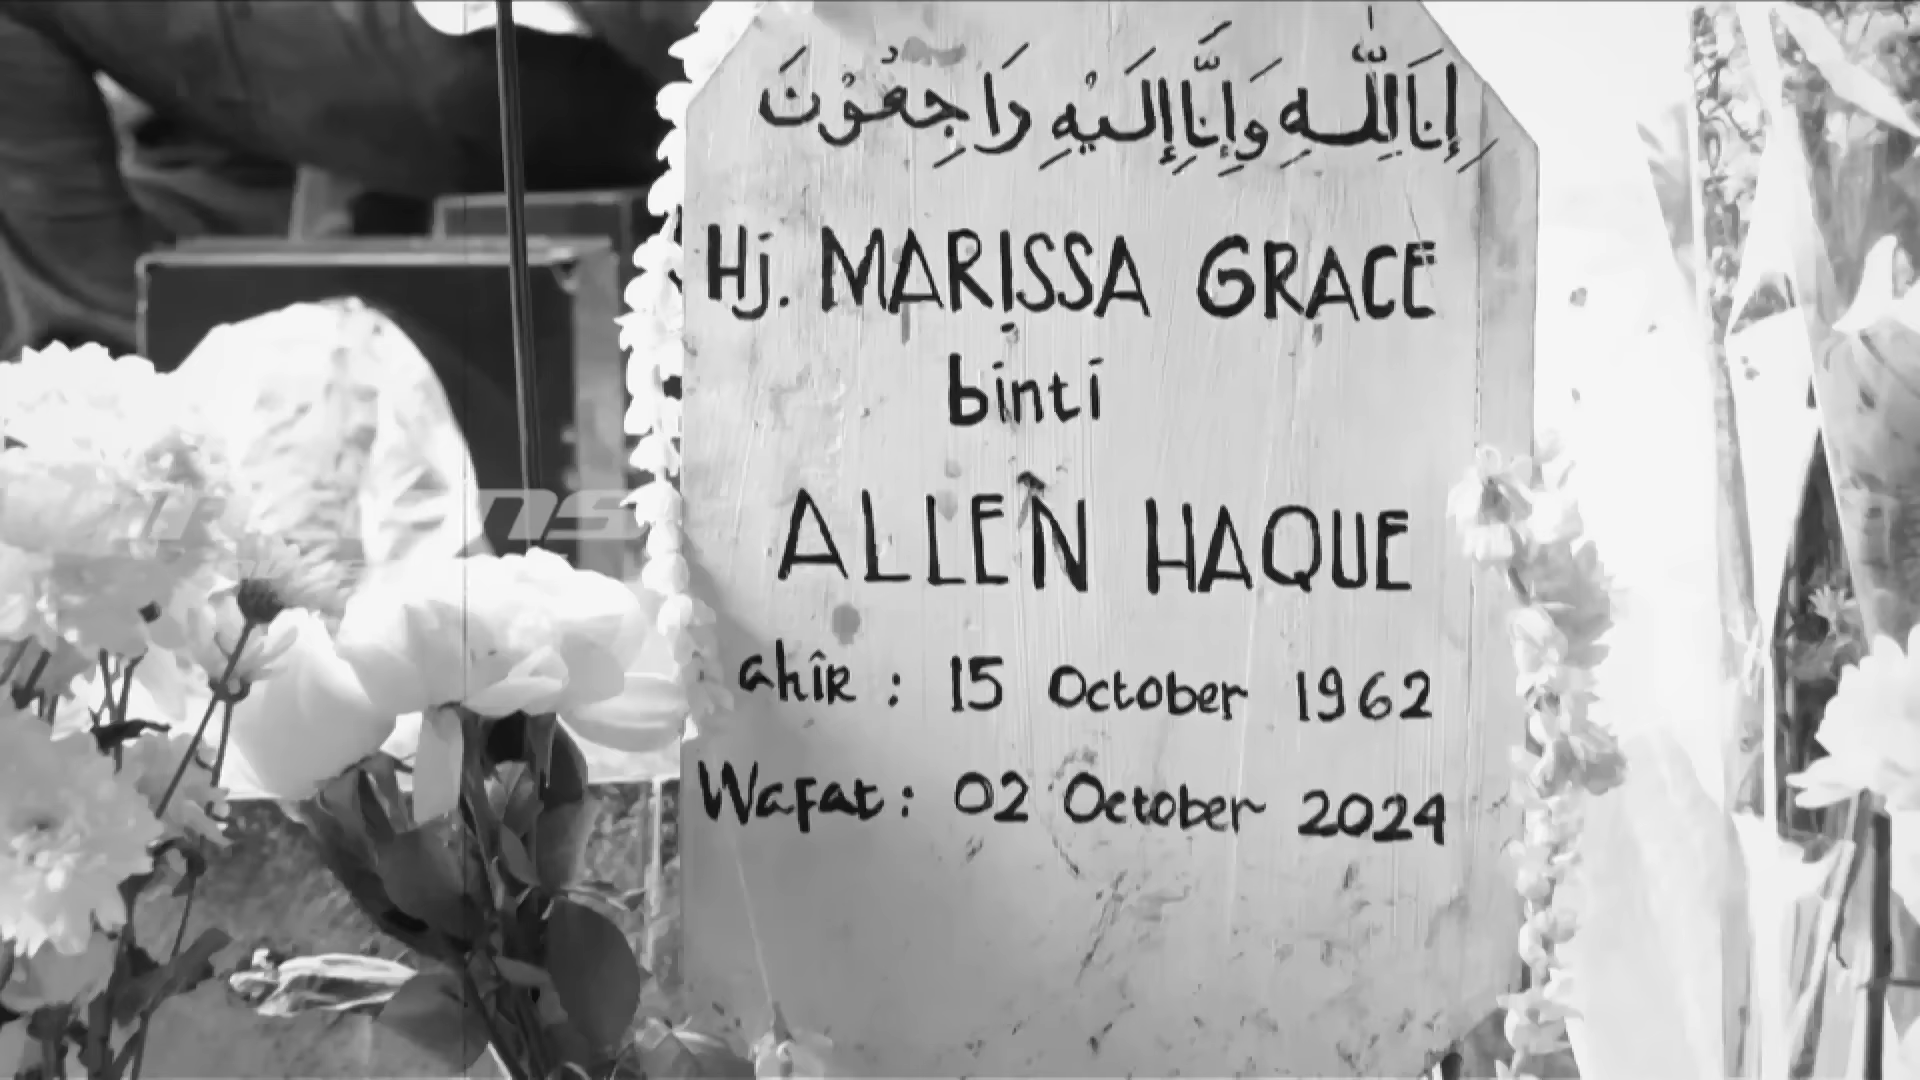 إِنَّا لِلّٰهِ وَإِنَّا إِلَيْهِ رَاجِعُوْنَ
Hj. MARISSA GRACE
binti
ALLEN HAQUE
ahir : 15 October 1962
Wafat : 02 October 2024